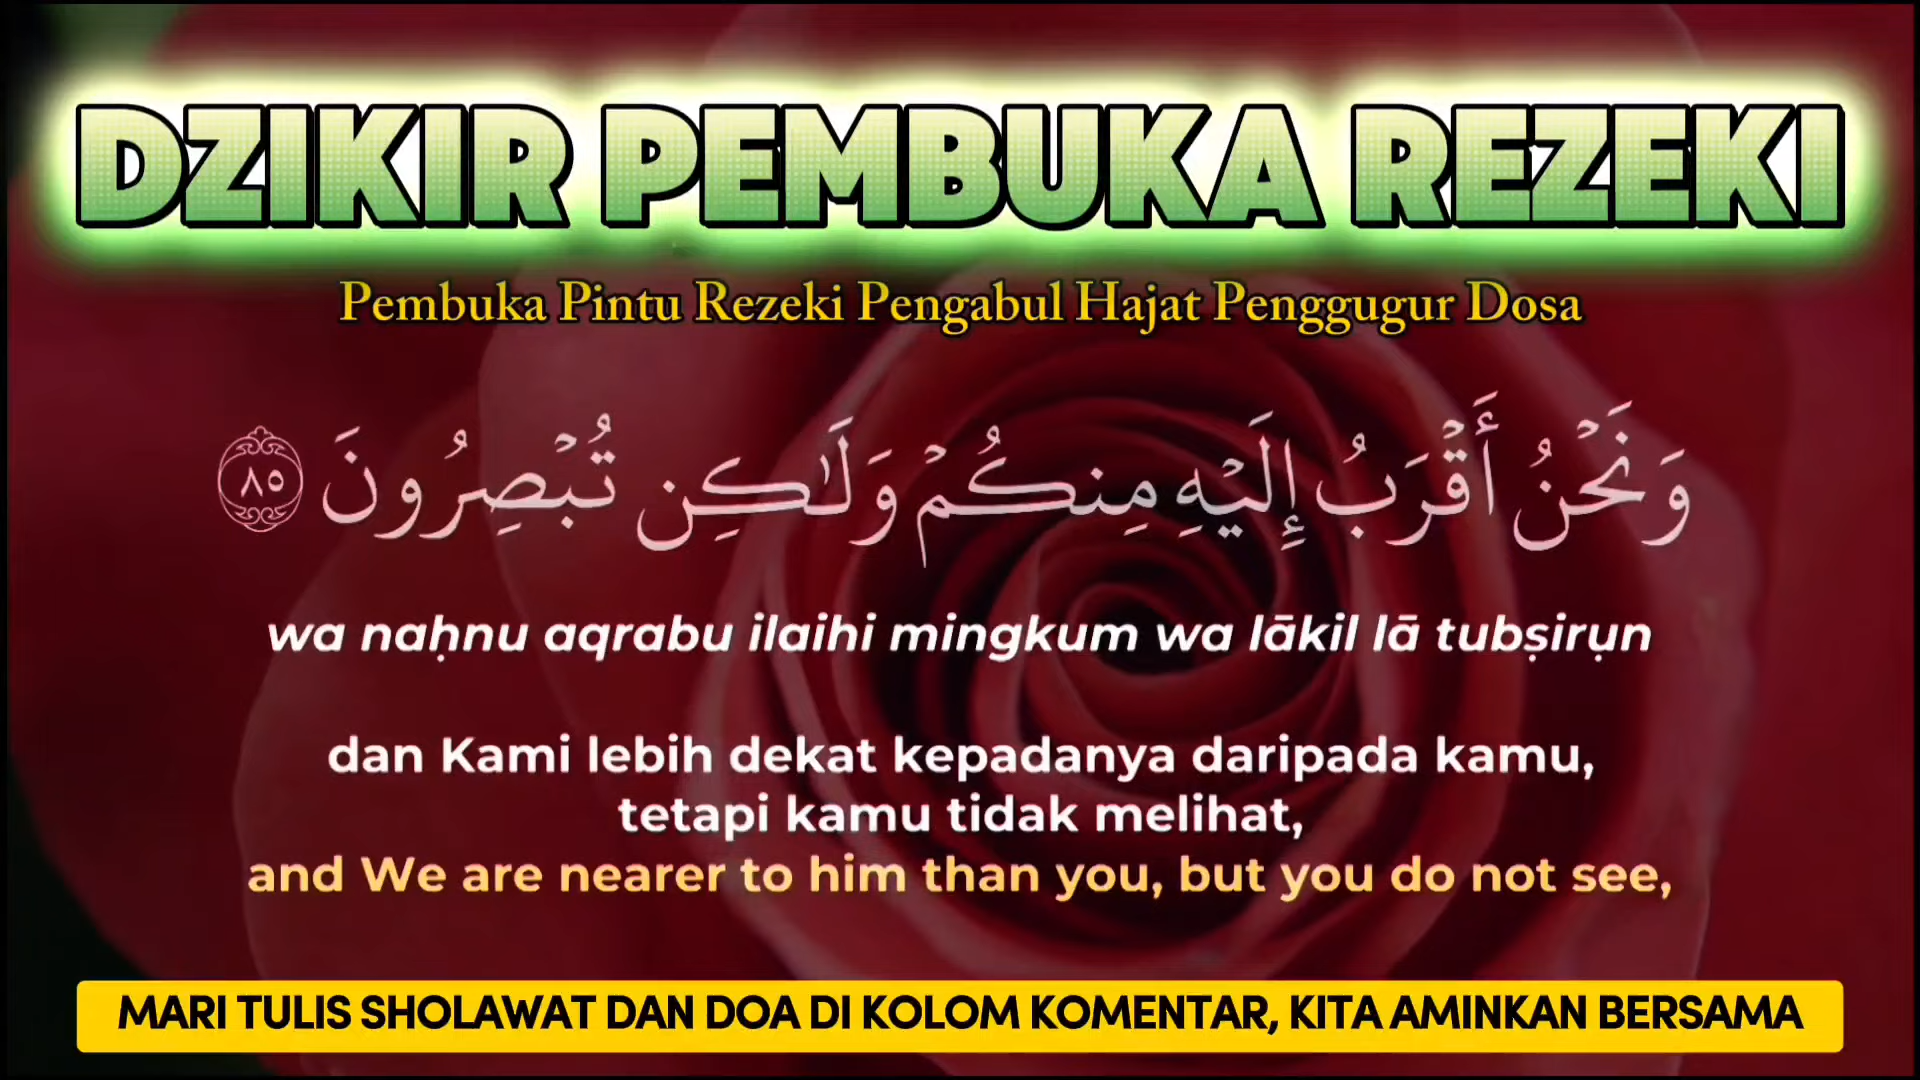 DZIKIR PEMBUKA REZEKI
Pembuka Pintu Rezeki Pengabul Hajat Penggugur Dosa
وَنَحْنُ أَقْرَبُ إِلَيْهِ مِنكُمْ وَلَـٰكِن تُبْصِرُونَ ٨٥
wa naḥnu aqrabu ilaihi mingkum wa lākil lā tubṣirụn
dan Kami lebih dekat kepadanya daripada kamu,
tetapi kamu tidak melihat,
and We are nearer to him than you, but you do not see,
MARI TULIS SHOLAWAT DAN DOA DI KOLOM KOMENTAR, KITA AMINKAN BERSAMA